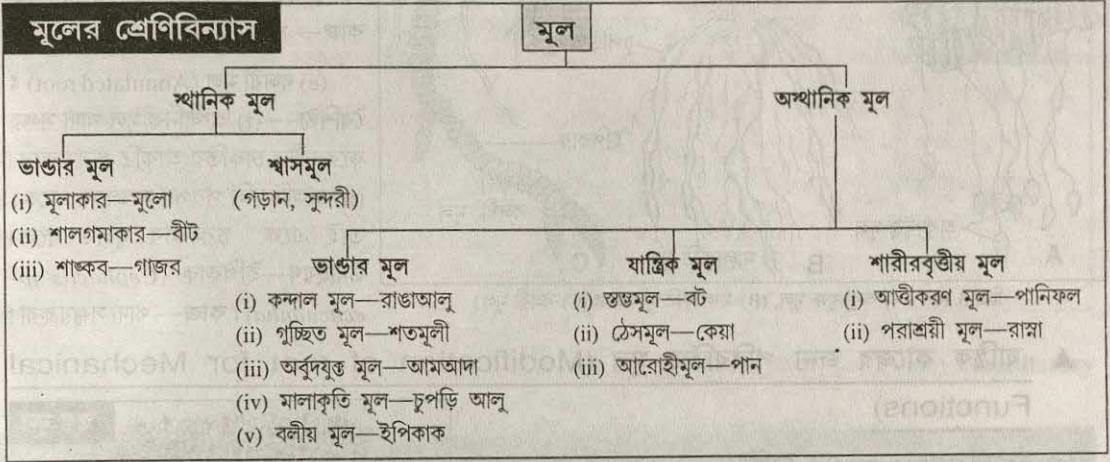 মূলের শ্রেণিবিন্যাস
মূল
স্থানিক মূল
অস্থানিক মূল
ভাণ্ডার মূল
(i) মূলাকার—মুলো
(ii) শালগমাকার—বীট
(iii) শাঙ্কব—গাজর
শ্বাসমূল
(গড়ান, সুন্দরী)
ভাণ্ডার মূল
(i) কন্দাল মূল—রাঙাআলু
(ii) গুচ্ছিত মূল—শতমূলী
(iii) অর্বুদযুক্ত মূল—আমআদা
(iv) মালাকৃতি মূল—চুপড়ি আলু
(v) বলীয় মূল—ইপিকাক
যান্ত্রিক মূল
(i) স্তম্ভমূল—বট
(ii) ঠেসমূল—কেয়া
(iii) আরোহীমূল—পান
শারীরবৃত্তীয় মূল
(i) আত্তীকরণ মূল—পানিফল
(ii) পরাশ্রয়ী মূল—রাস্না